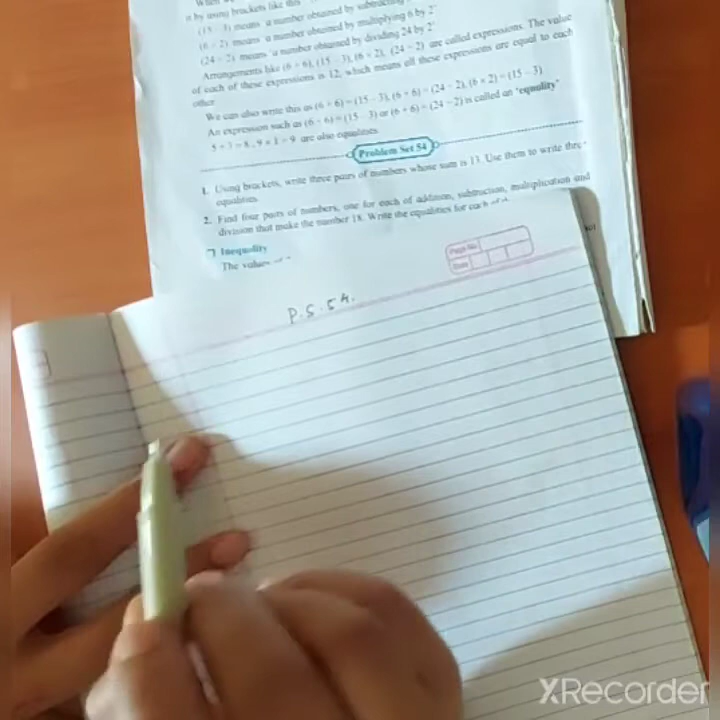 it by using brackets like this
(15 − 3) means 'a number obtained by subtracting
(6 × 2) means 'a number obtained by multiplying 6 by 2'
(24 ÷ 2) means 'a number obtained by dividing 24 by 2'
Arrangements like (6 + 6), (15 − 3), (6 × 2), (24 ÷ 2) are called expressions. The value
of each of these expressions is 12, which means all these expressions are equal to each
other.
We can also write this as (6 + 6) = (15 − 3), (6 + 6) = (24 ÷ 2), (6 × 2) = (15 − 3)
An expression such as (6 + 6) = (15 − 3) or (6 + 6) = (24 ÷ 2) is called an 'equality'
5 + 3 = 8, 9 × 1 = 9 are also equalities.
Problem Set 54
1. Using brackets, write three pairs of numbers whose sum is 13. Use them to write three
equalities.
2. Find four pairs of numbers, one for each of addition, subtraction, multiplication and
division that make the number 18. Write the equalities for each of
Inequality
The values of
Page No.
Date
P.S.54.
XRecorder